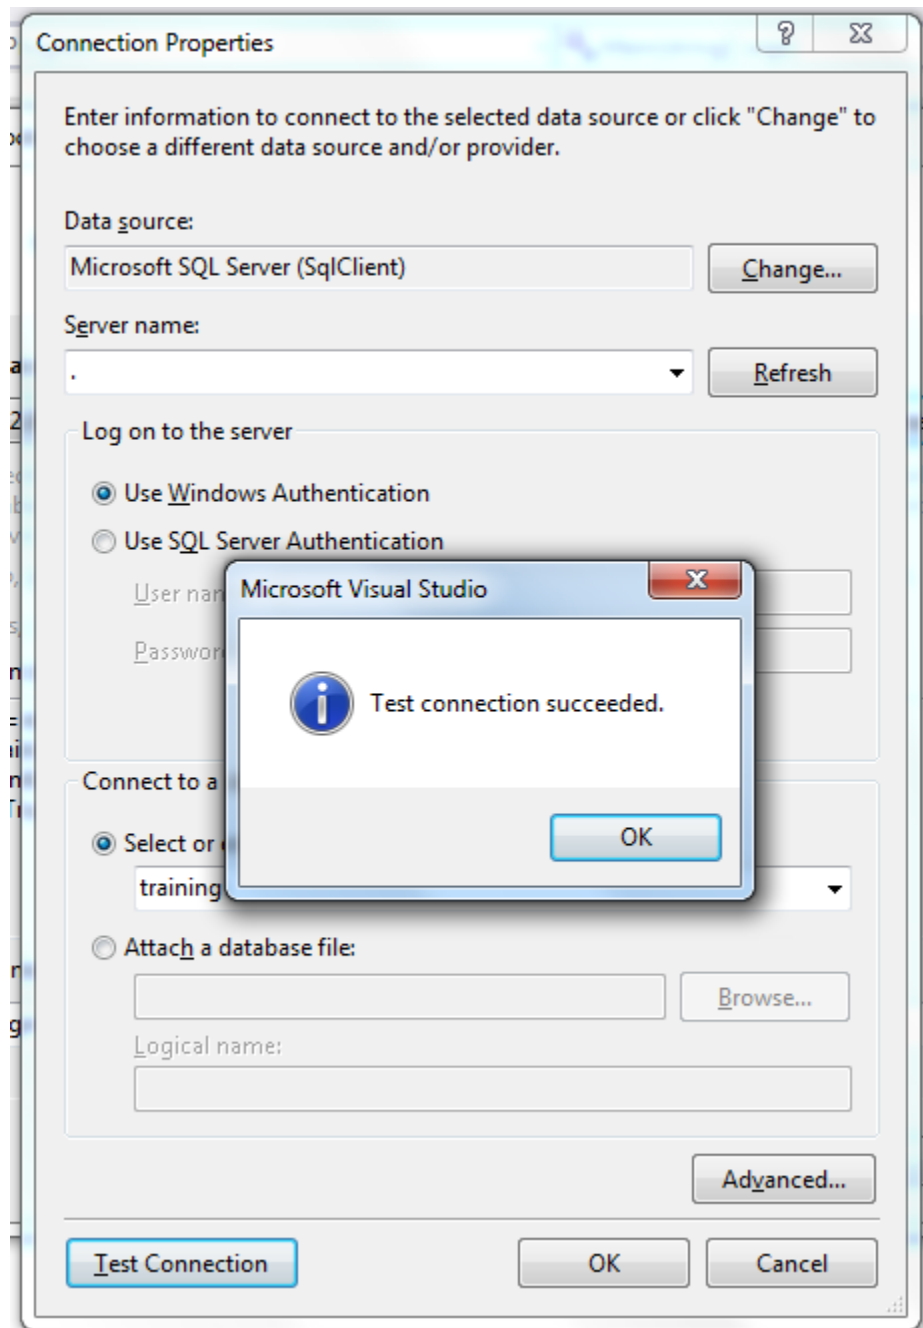 Connection Properties
Enter information to connect to the selected data source or click "Change" to
choose a different data source and/or provider.
Data source:
Microsoft SQL Server (SqlClient)
Change...
Server name:
.
Refresh
Log on to the server
Use Windows Authentication
Use SQL Server Authentication
User
Microsoft Visual Studio
Test connection succeeded.
OK
Connect to a
Select or
training
Attach a database file:
Browse...
Logical name:
Advanced...
Test Connection
OK
Cancel